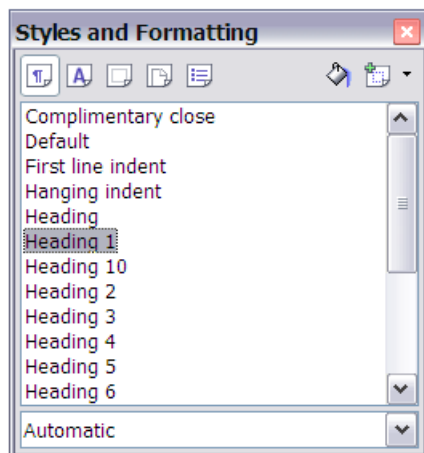 Styles and Formatting
Complimentary close
Default
First line indent
Hanging indent
Heading
Heading 1
Heading 10
Heading 2
Heading 3
Heading 4
Heading 5
Heading 6
Automatic